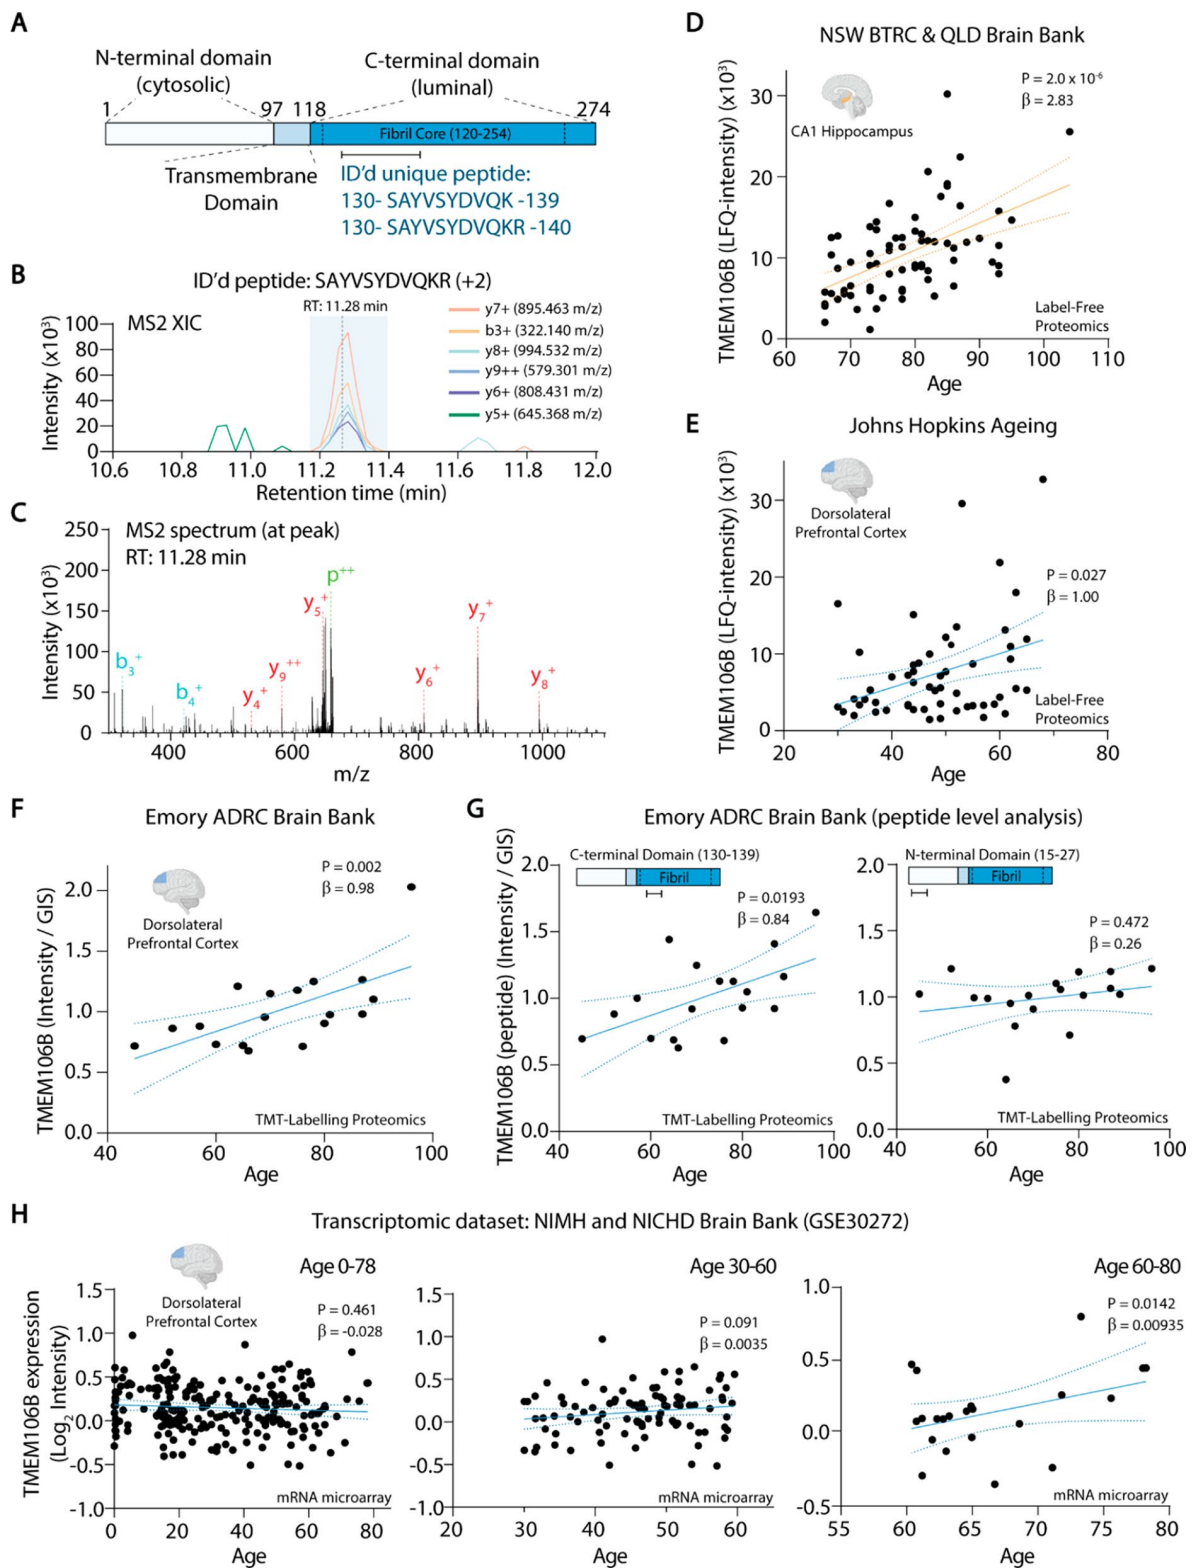 A
N-terminal domain
(cytosolic)
C-terminal domain
(luminal)
1
97
118
274
Fibril Core (120-254)
Transmembrane
Domain
ID'd unique peptide:
130- SAYVSYDVQK -139
130- SAYVSYDVQKR -140
B
ID'd peptide: SAYVSYDVQKR (+2)
MS2 XIC
RT: 11.28 min
y7+ (895.463 m/z)
b3+ (322.140 m/z)
y8+ (994.532 m/z)
y9++ (579.301 m/z)
y6+ (808.431 m/z)
y5+ (645.368 m/z)
Intensity (x10³)
100
80
60
40
20
0
10.6 10.8 11.0 11.2 11.4 11.6 11.8 12.0
Retention time (min)
C
MS2 spectrum (at peak)
RT: 11.28 min
Intensity (x10³)
250
200
150
100
50
0
b₃⁺
b₄⁺
y₄⁺
y₉⁺⁺
y₅⁺
p⁺⁺
y₆⁺
y₇⁺
y₈⁺
400 600 800 1000
m/z
D
NSW BTRC & QLD Brain Bank
TMEM106B (LFQ-intensity) (x10³)
30
20
10
0
CA1 Hippocampus
P = 2.0 x 10⁻⁶
β = 2.83
Label-Free
Proteomics
60 70 80 90 100 110
Age
E
Johns Hopkins Ageing
TMEM106B (LFQ-intensity) (x10³)
30
20
10
0
Dorsolateral
Prefrontal Cortex
P = 0.027
β = 1.00
Label-Free
Proteomics
20 40 60 80
Age
F
Emory ADRC Brain Bank
TMEM106B (Intensity / GIS)
2.0
1.5
1.0
0.5
0.0
Dorsolateral
Prefrontal Cortex
P = 0.002
β = 0.98
TMT-Labelling Proteomics
40 60 80 100
Age
G
Emory ADRC Brain Bank (peptide level analysis)
TMEM106B (peptide) (Intensity / GIS)
2.0
1.5
1.0
0.5
0.0
C-terminal Domain (130-139)
Fibril
P = 0.0193
β = 0.84
TMT-Labelling Proteomics
40 60 80 100
Age
2.0
1.5
1.0
0.5
0.0
N-terminal Domain (15-27)
Fibril
P = 0.472
β = 0.26
TMT-Labelling Proteomics
40 60 80 100
Age
H
Transcriptomic dataset: NIMH and NICHD Brain Bank (GSE30272)
TMEM106B expression
(Log₂ Intensity)
1.5
1.0
0.5
0.0
-0.5
-1.0
Dorsolateral
Prefrontal Cortex
Age 0-78
P = 0.461
β = -0.028
mRNA microarray
0 20 40 60 80
Age
1.5
1.0
0.5
0.0
-0.5
-1.0
Age 30-60
P = 0.091
β = 0.0035
mRNA microarray
20 30 40 50 60
Age
1.0
0.5
0.0
-0.5
Age 60-80
P = 0.0142
β = 0.00935
mRNA microarray
55 60 65 70 75 80
Age